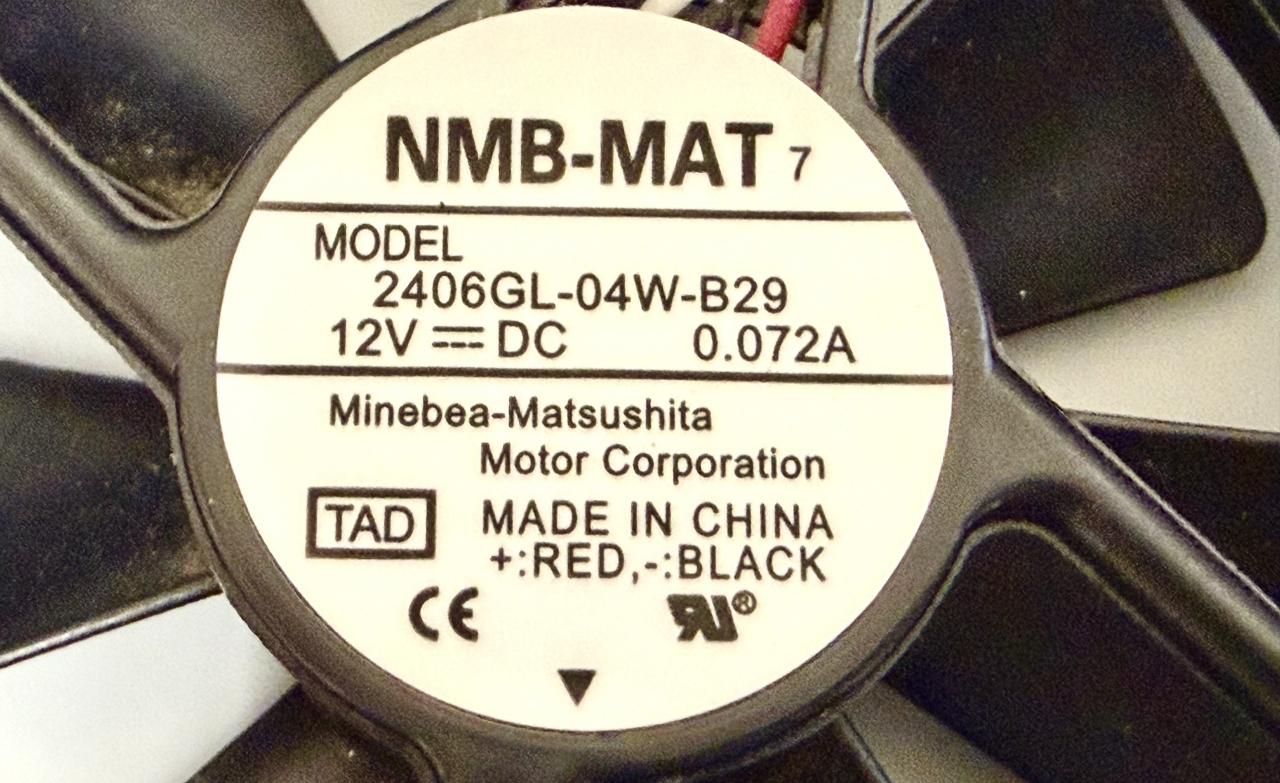 NMB-MAT 7
MODEL
2406GL-04W-B29
12V ⎓ DC 0.072A
Minebea-Matsushita
Motor Corporation
TAD MADE IN CHINA
+:RED,-:BLACK
CE RU®